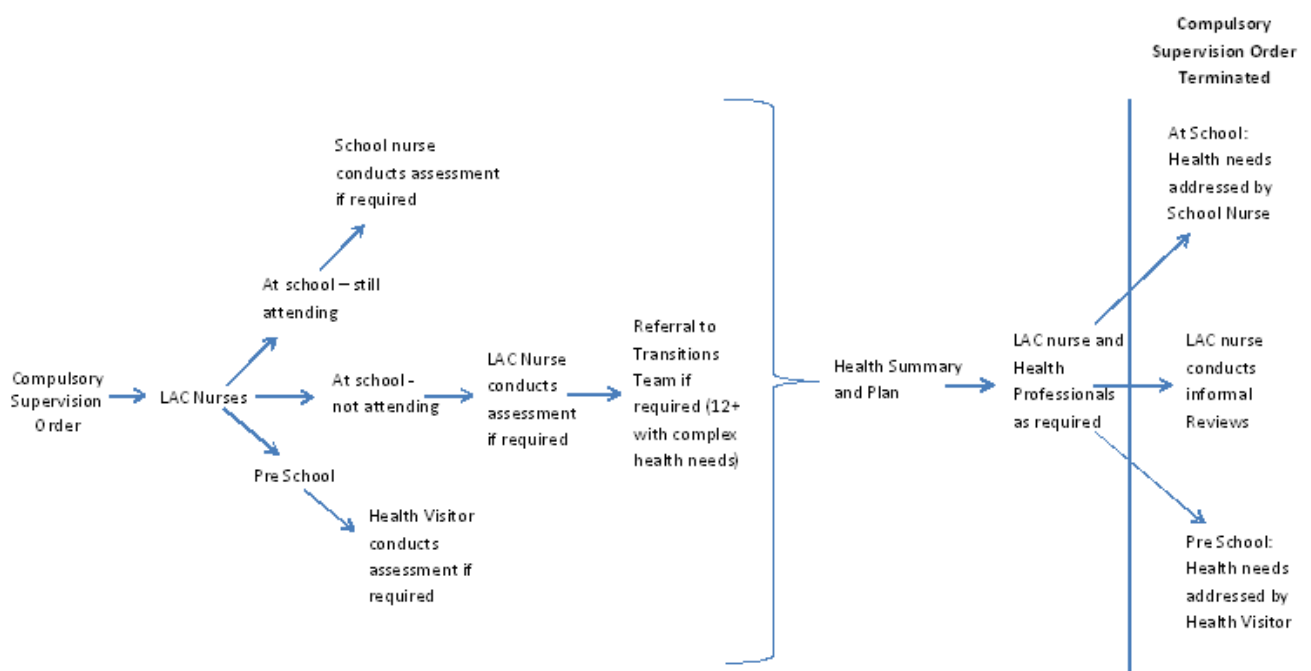 Compulsory
Supervision Order
Terminated
School nurse
conducts assessment
if required
At school – still
attending
Compulsory
Supervision
Order
LAC Nurses
At school -
not attending
LAC Nurse
conducts
assessment
if required
Referral to
Transitions
Team if
required (12+
with complex
health needs)
Pre School
Health Visitor
conducts
assessment if
required
Health Summary
and Plan
LAC nurse and
Health
Professionals
as required
At School:
Health needs
addressed by
School Nurse
LAC nurse
conducts
informal
Reviews
Pre School:
Health needs
addressed by
Health Visitor